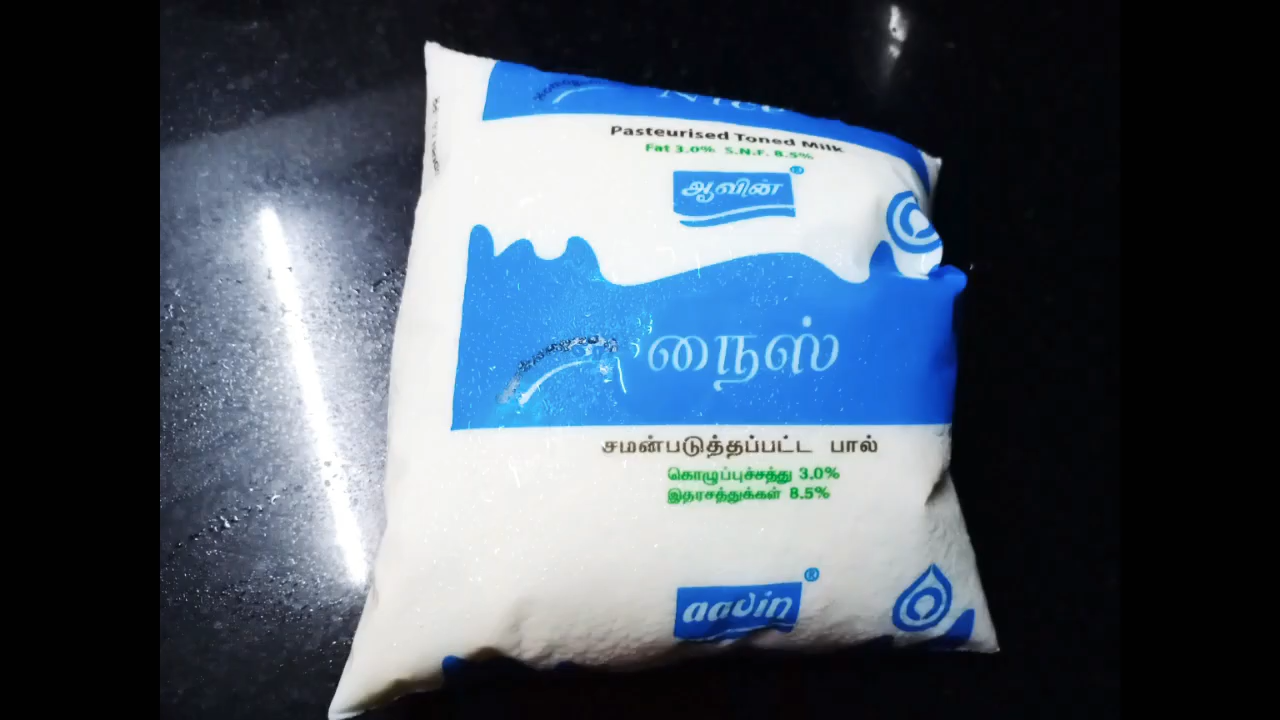 Nice
Pasteurised Toned Milk
Fat 3.0% S.N.F. 8.5%
ஆவின்®
நைஸ்
சமன்படுத்தப்பட்ட பால்
கொழுப்புச்சத்து 3.0%
இதரசத்துக்கள் 8.5%
aavin®